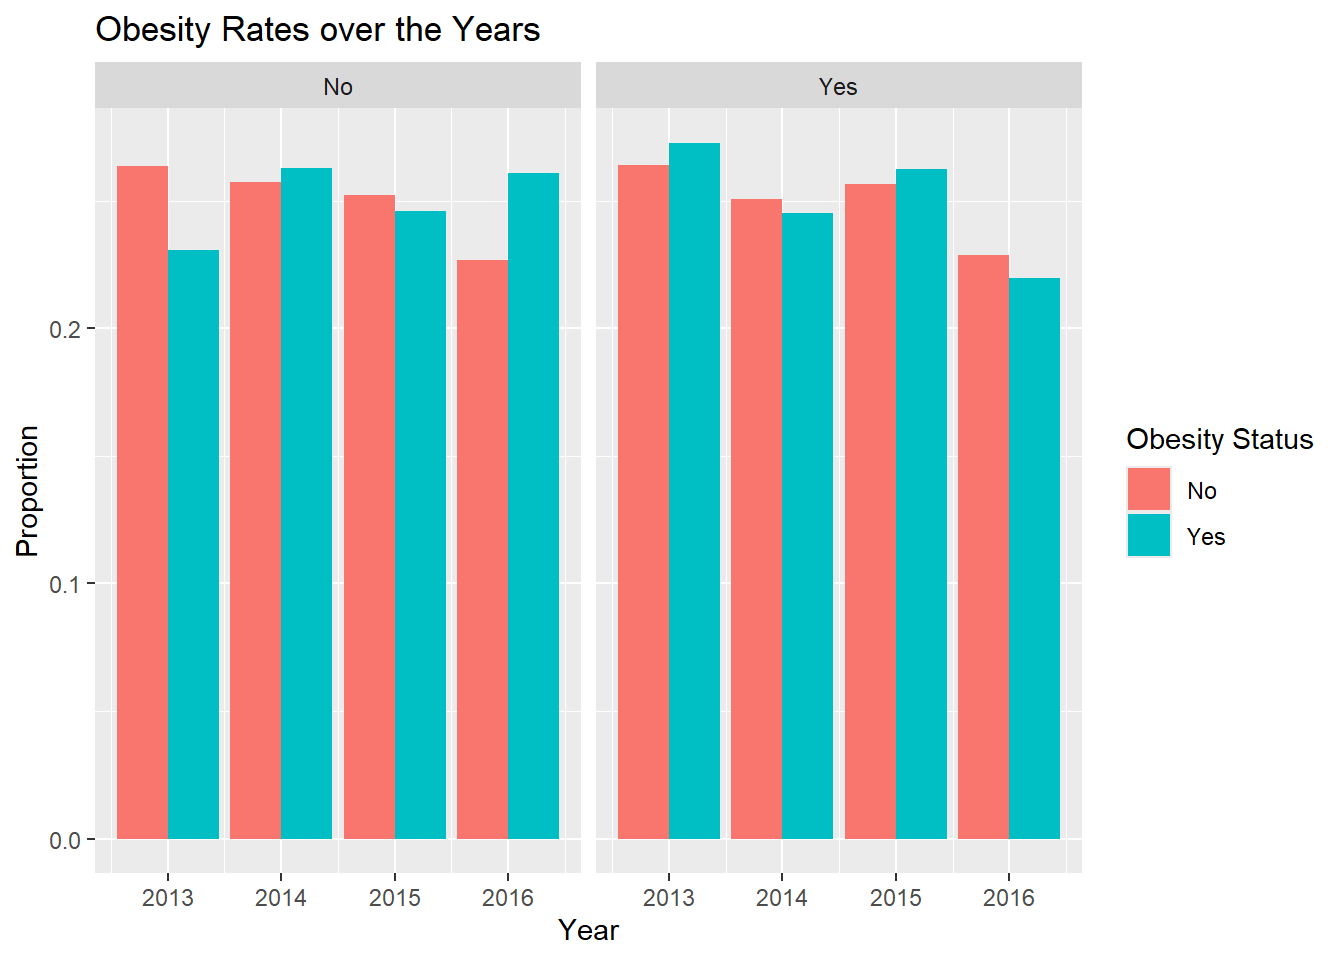 Obesity Rates over the Years
No
Yes
0.2
0.1
0.0
Proportion
2013 2014 2015 2016
2013 2014 2015 2016
Year
Obesity Status
No
Yes